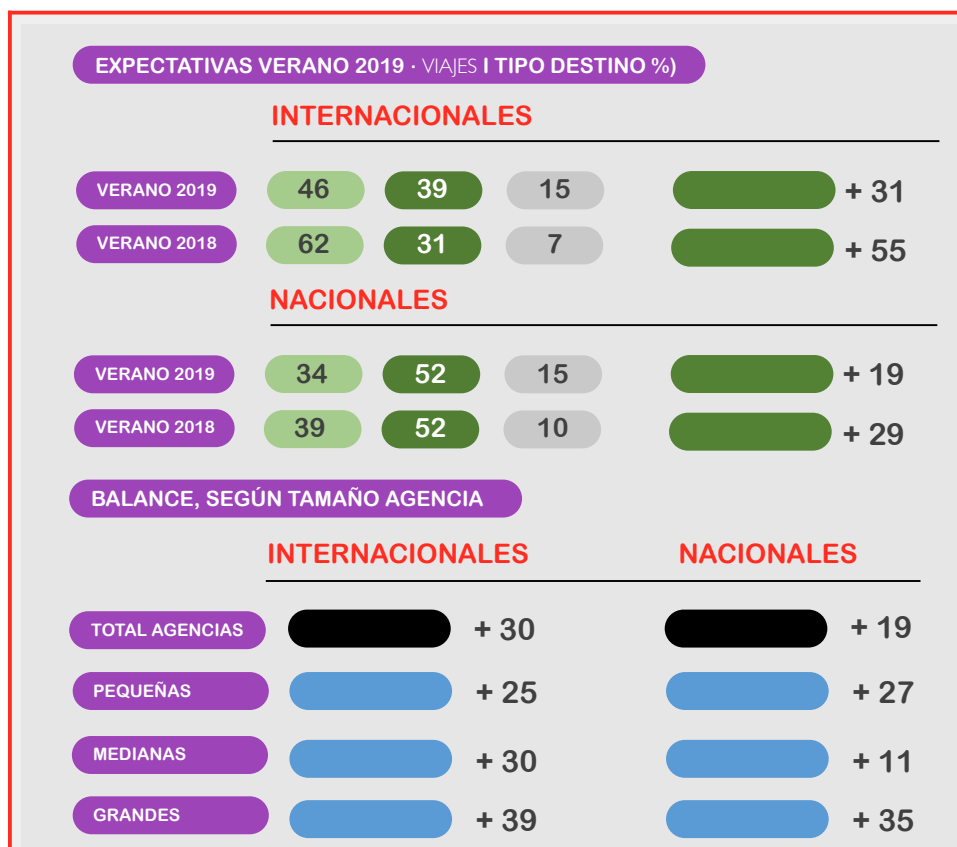 EXPECTATIVAS VERANO 2019 · VIAJES I TIPO DESTINO %)
INTERNACIONALES
VERANO 2019 46 39 15 + 31
VERANO 2018 62 31 7 + 55
NACIONALES
VERANO 2019 34 52 15 + 19
VERANO 2018 39 52 10 + 29
BALANCE, SEGÚN TAMAÑO AGENCIA
INTERNACIONALES NACIONALES
TOTAL AGENCIAS + 30 + 19
PEQUEÑAS + 25 + 27
MEDIANAS + 30 + 11
GRANDES + 39 + 35